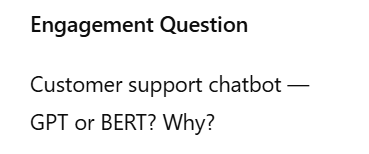 Engagement Question
Customer support chatbot —
GPT or BERT? Why?